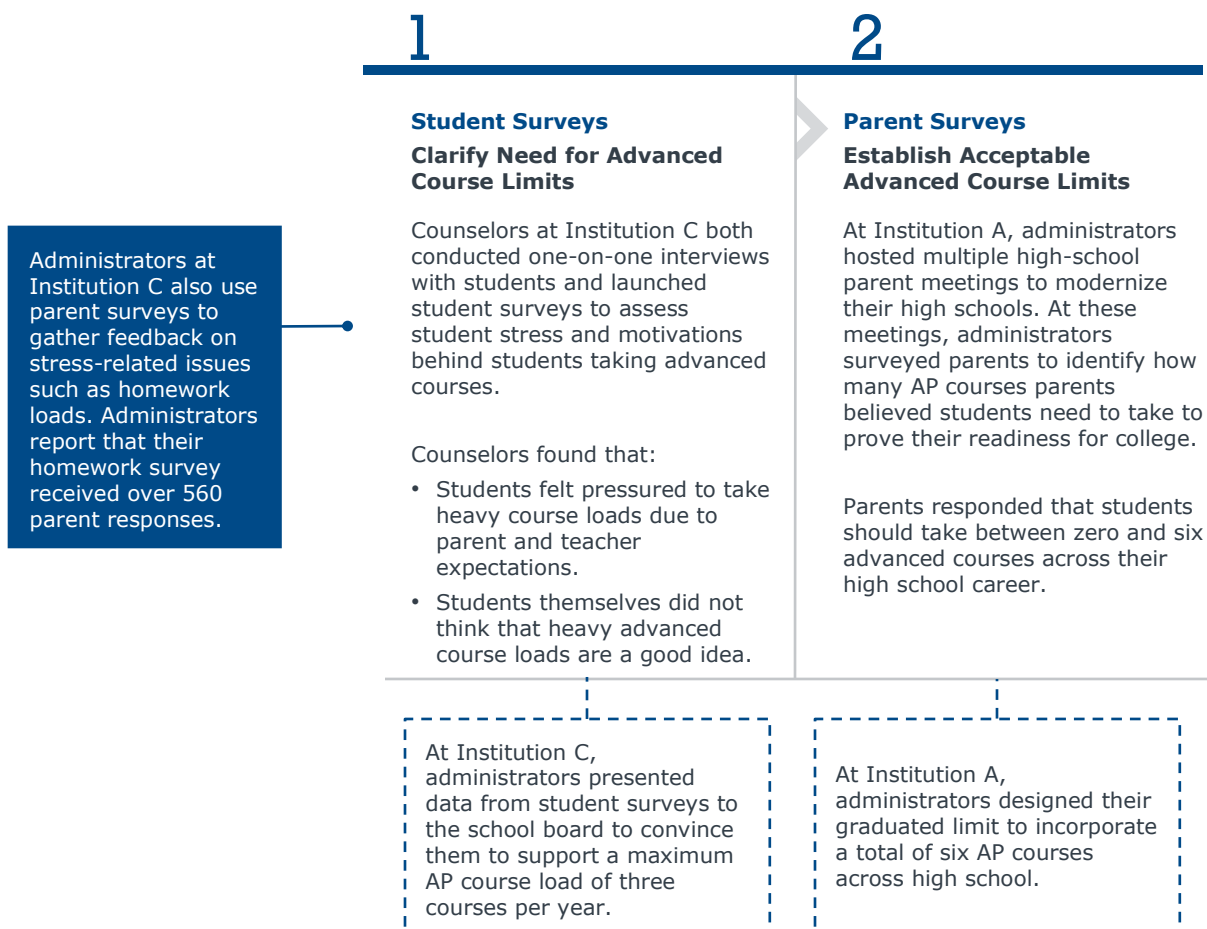 1
2
Administrators at
Institution C also use
parent surveys to
gather feedback on
stress-related issues
such as homework
loads. Administrators
report that their
homework survey
received over 560
parent responses.
Student Surveys
Clarify Need for Advanced
Course Limits
Counselors at Institution C both
conducted one-on-one interviews
with students and launched
student surveys to assess
student stress and motivations
behind students taking advanced
courses.
Counselors found that:
• Students felt pressured to take
heavy course loads due to
parent and teacher
expectations.
• Students themselves did not
think that heavy advanced
course loads are a good idea.
At Institution C,
administrators presented
data from student surveys to
the school board to convince
them to support a maximum
AP course load of three
courses per year.
Parent Surveys
Establish Acceptable
Advanced Course Limits
At Institution A, administrators
hosted multiple high-school
parent meetings to modernize
their high schools. At these
meetings, administrators
surveyed parents to identify how
many AP courses parents
believed students need to take to
prove their readiness for college.
Parents responded that students
should take between zero and six
advanced courses across their
high school career.
At Institution A,
administrators designed their
graduated limit to incorporate
a total of six AP courses
across high school.